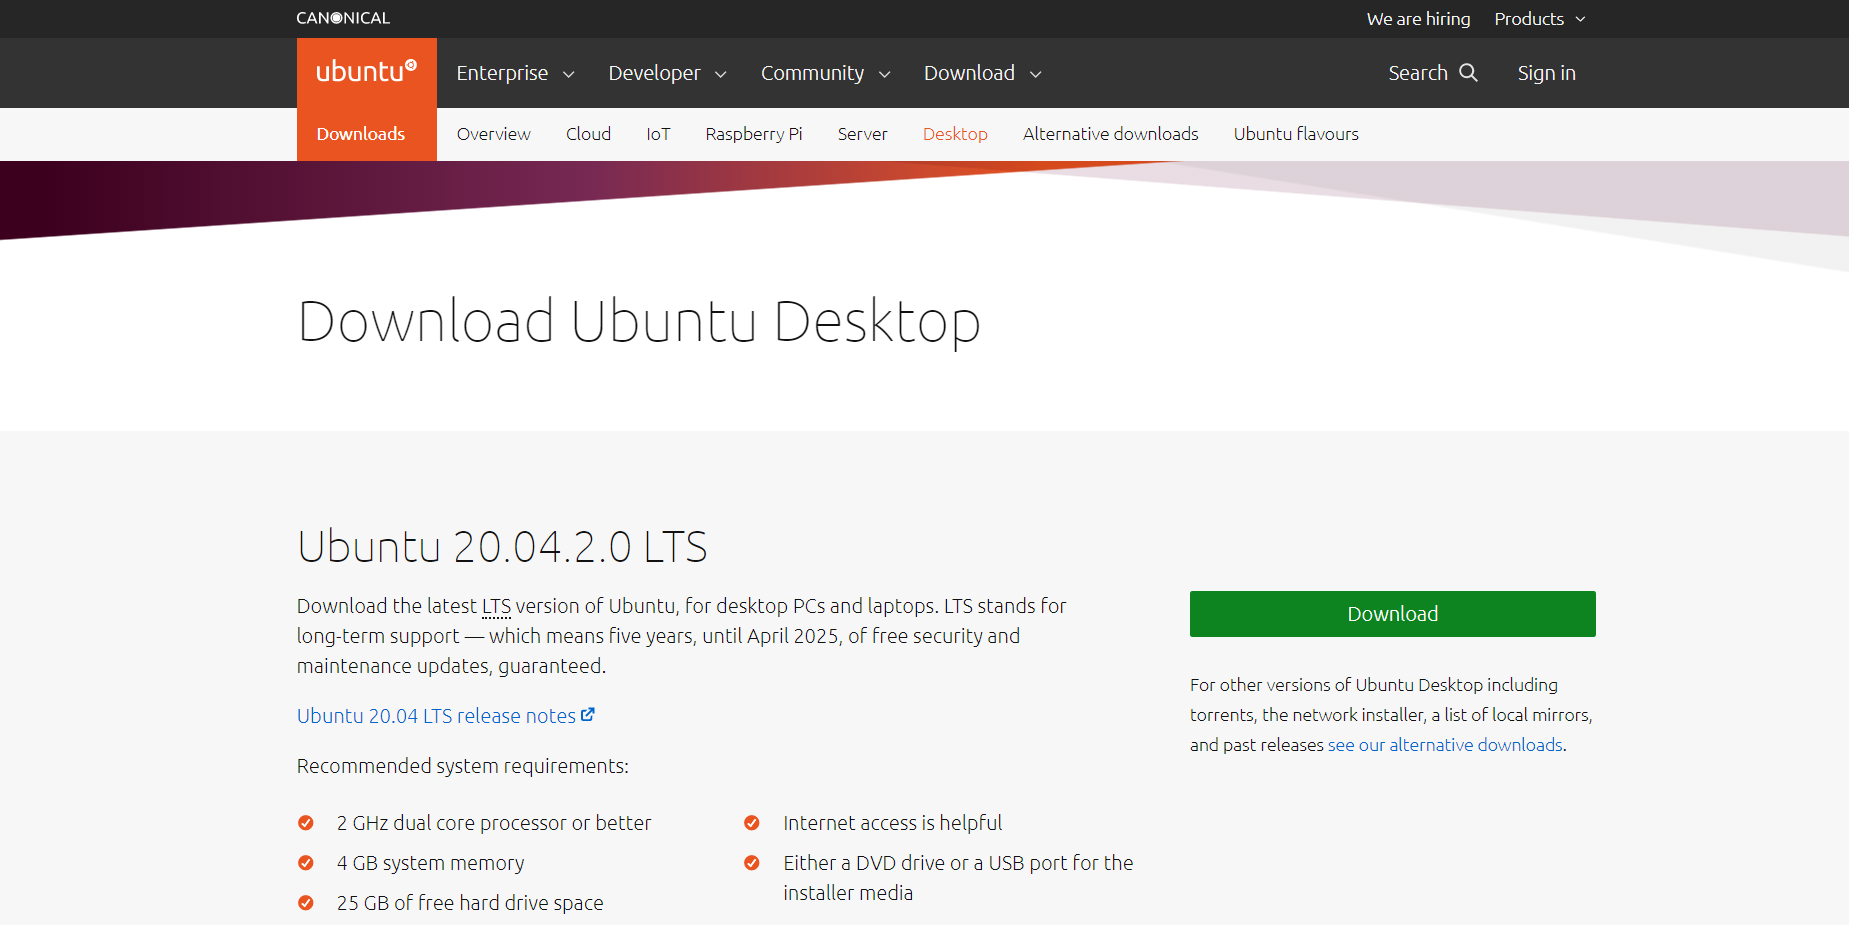 CANONICAL
We are hiring Products
ubuntu Enterprise Developer Community Download Search Sign in
Downloads Overview Cloud IoT Raspberry Pi Server Desktop Alternative downloads Ubuntu flavours
Download Ubuntu Desktop
Ubuntu 20.04.2.0 LTS
Download the latest LTS version of Ubuntu, for desktop PCs and laptops. LTS stands for
long-term support — which means five years, until April 2025, of free security and
maintenance updates, guaranteed.
Ubuntu 20.04 LTS release notes
Recommended system requirements:
2 GHz dual core processor or better
4 GB system memory
25 GB of free hard drive space
Internet access is helpful
Either a DVD drive or a USB port for the
installer media
Download
For other versions of Ubuntu Desktop including
torrents, the network installer, a list of local mirrors,
and past releases see our alternative downloads.